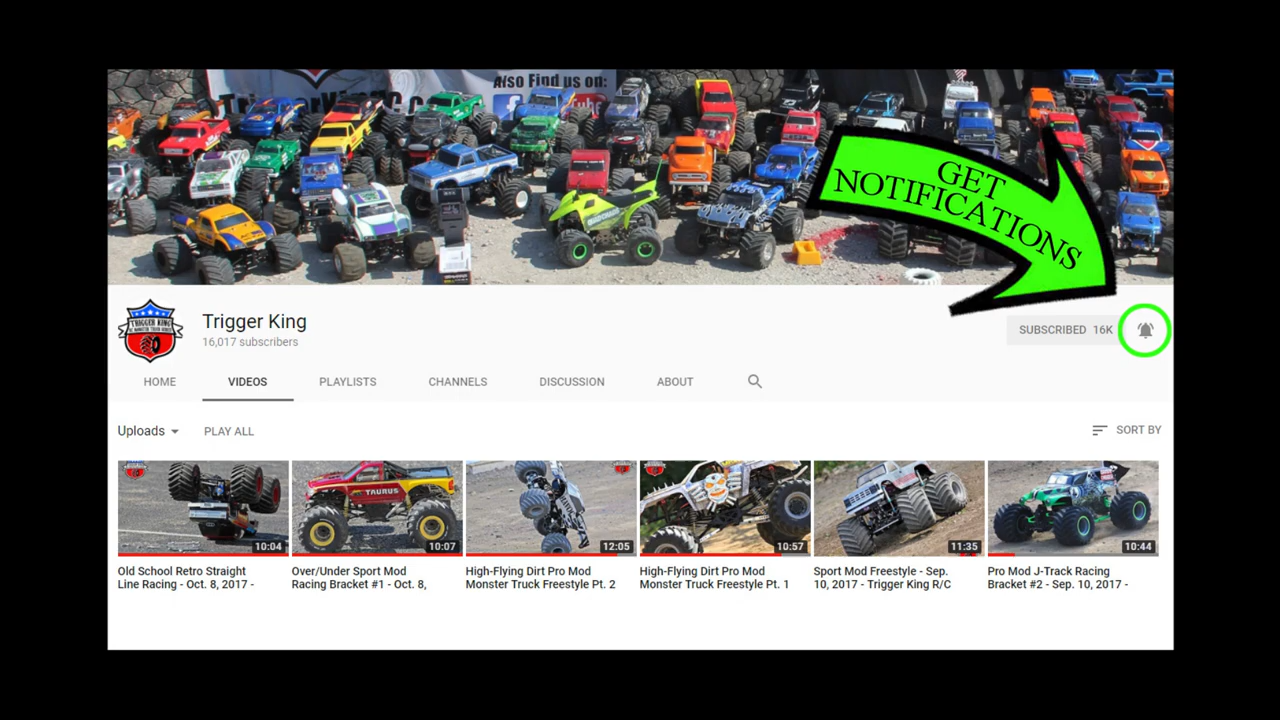 Also Find us on:
GET
NOTIFICATIONS
TRIGGER KING
Trigger King
16,017 subscribers
SUBSCRIBED 16K
HOME
VIDEOS
PLAYLISTS
CHANNELS
DISCUSSION
ABOUT
Uploads
PLAY ALL
SORT BY
TAURUS
10:04
10:07
12:05
10:57
11:35
10:44
Old School Retro Straight
Line Racing - Oct. 8, 2017 -
Over/Under Sport Mod
Racing Bracket #1 - Oct. 8,
High-Flying Dirt Pro Mod
Monster Truck Freestyle Pt. 2
High-Flying Dirt Pro Mod
Monster Truck Freestyle Pt. 1
Sport Mod Freestyle - Sep.
10, 2017 - Trigger King R/C
Pro Mod J-Track Racing
Bracket #2 - Sep. 10, 2017 -